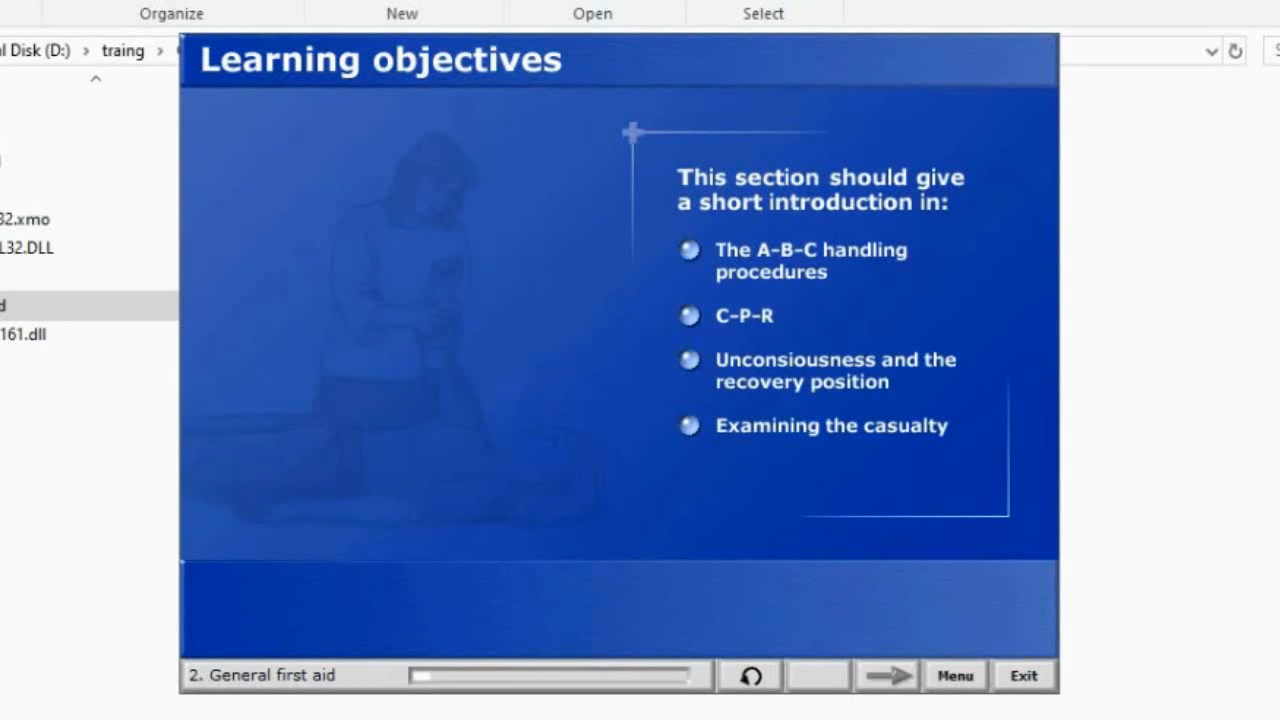 Organize New Open Select
l Disk (D:) › traing ›
Learning objectives
This section should give
a short introduction in:
The A-B-C handling
procedures
32.xmo
L32.DLL
d
161.dll
C-P-R
Unconsiousness and the
recovery position
Examining the casualty
2. General first aid
Menu
Exit